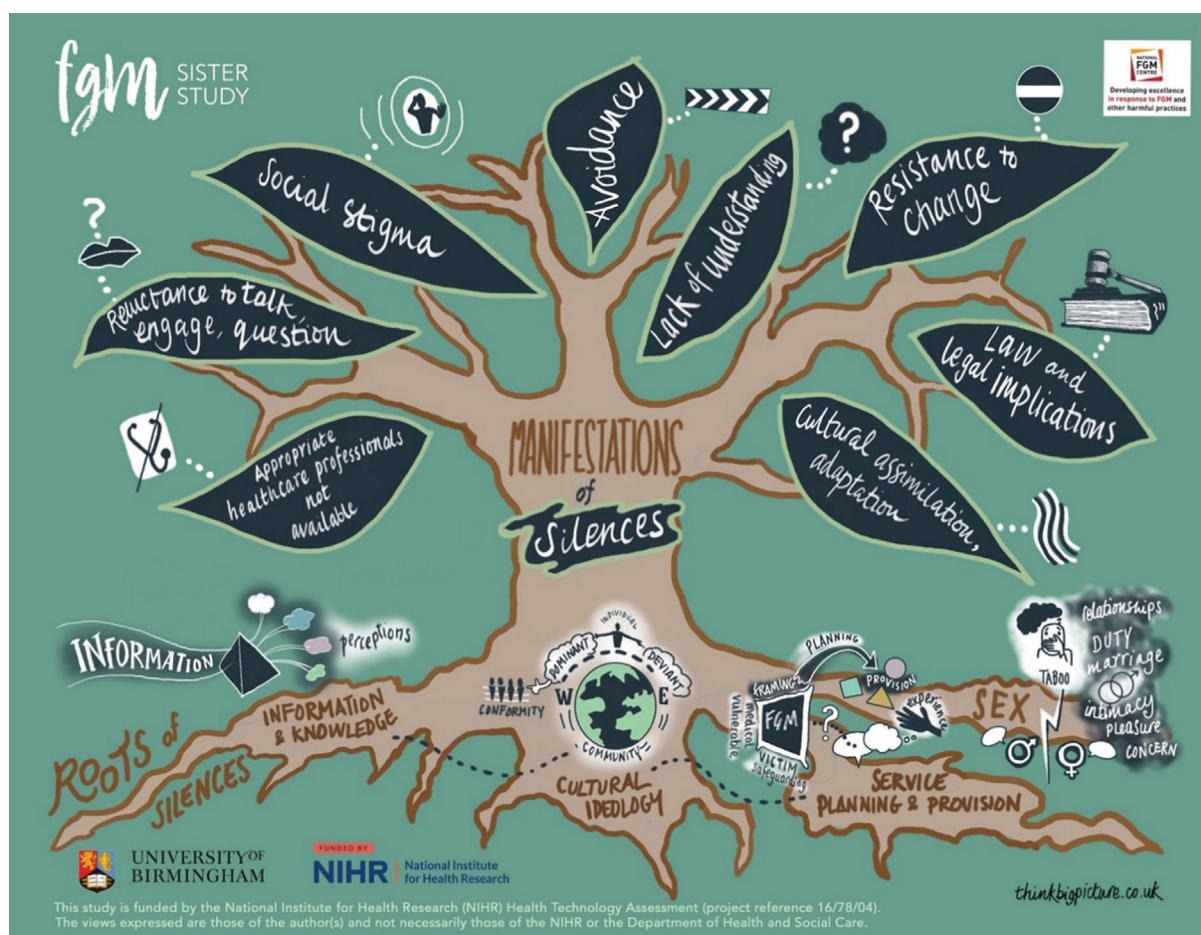 fgm SISTER
STUDY
NATIONAL
FGM
CENTRE
Developing excellence
in response to FGM and
other harmful practices
Avoidance
?
Social stigma
Lack of understanding
Resistance to
change
?
Reluctance to talk,
engage, question
Law and
legal implications
Appropriate
healthcare professionals
not
available
Cultural assimilation,
adaptation
MANIFESTATIONS
of
Silences
INFORMATION
perceptions
INDIVIDUAL
DOMINANT
DEVIANT
CONFORMITY
W E
COMMUNITY
PLANNING
FRAMING
PROVISION
FGM
medical
vulnerable
VICTIM
safeguarding
?
experience
TABOO
relationships
DUTY
marriage
intimacy
pleasure
CONCERN
SEX
ROOTS of
SILENCES
INFORMATION
& KNOWLEDGE
CULTURAL
IDEOLOGY
SERVICE
PLANNING & PROVISION
UNIVERSITY OF
BIRMINGHAM
FUNDED BY
NIHR | National Institute
for Health Research
thinkbigpicture.co.uk
This study is funded by the National Institute for Health Research (NIHR) Health Technology Assessment (project reference 16/78/04).
The views expressed are those of the author(s) and not necessarily those of the NIHR or the Department of Health and Social Care.